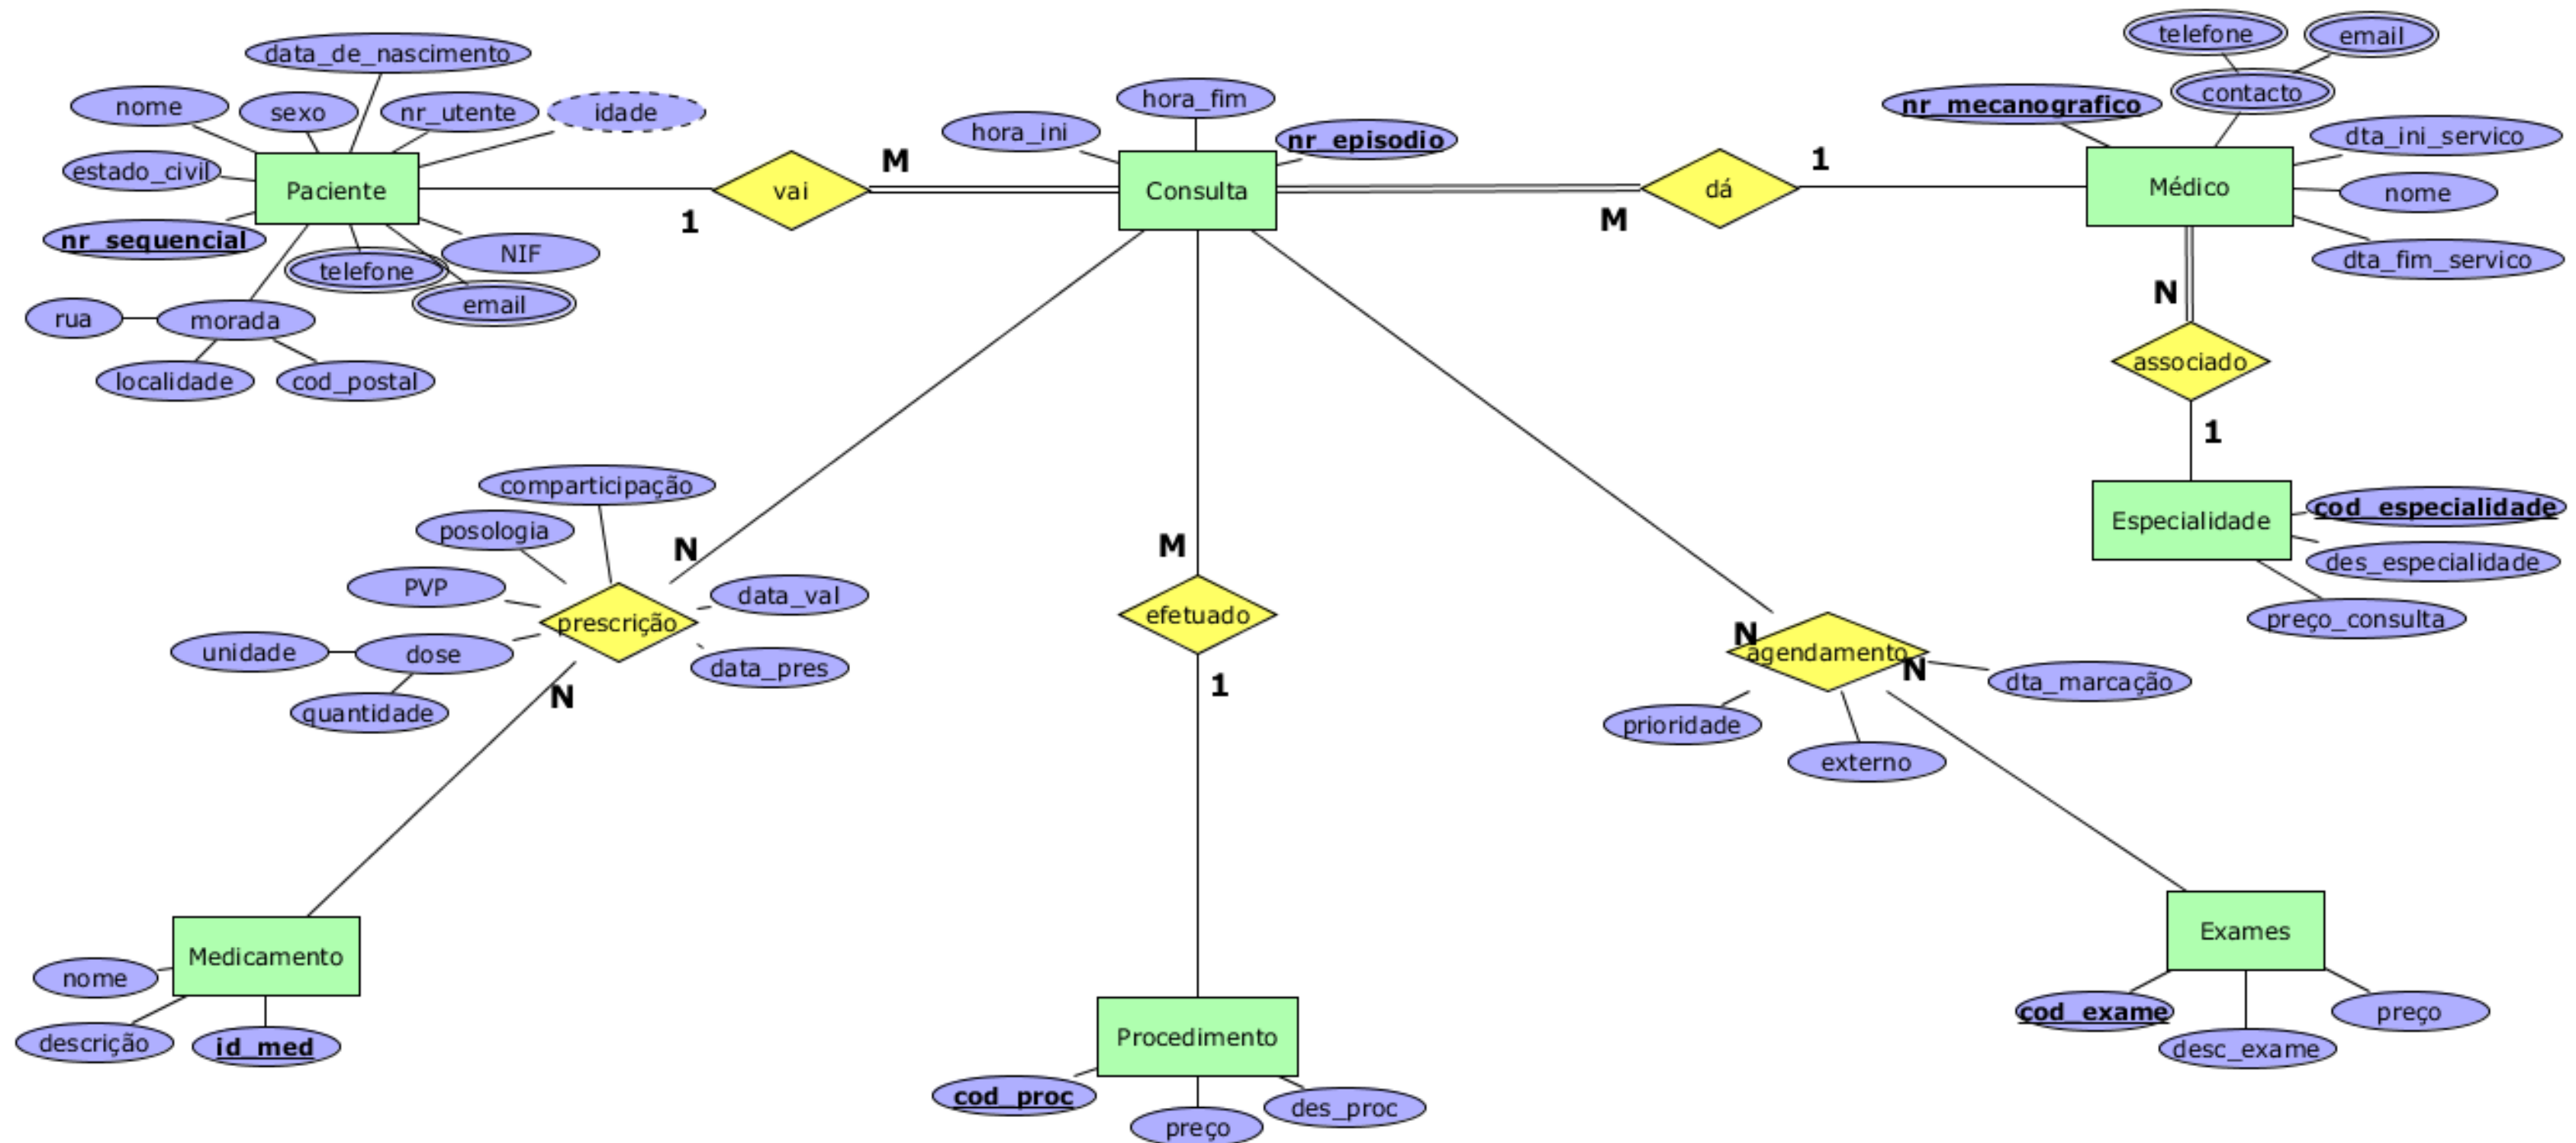 telefone
email
data_de_nascimento
hora_fim
contacto
nome
sexo
nr_utente
idade
nr_mecanografico
hora_ini
nr_episodio
dta_ini_servico
M
1
estado_civil
Paciente
vai
Consulta
dá
Médico
nome
1
M
nr_sequencial
NIF
telefone
dta_fim_servico
email
N
rua
morada
associado
localidade
cod_postal
1
comparticipação
posologia
cod_especialidade
Especialidade
N
M
des_especialidade
PVP
data_val
prescrição
efetuado
preço_consulta
N
unidade
dose
agendamento
N
data_pres
dta_marcação
N
1
quantidade
prioridade
externo
Exames
Medicamento
nome
cod_exame
preço
Procedimento
descrição
id_med
desc_exame
cod_proc
des_proc
preço